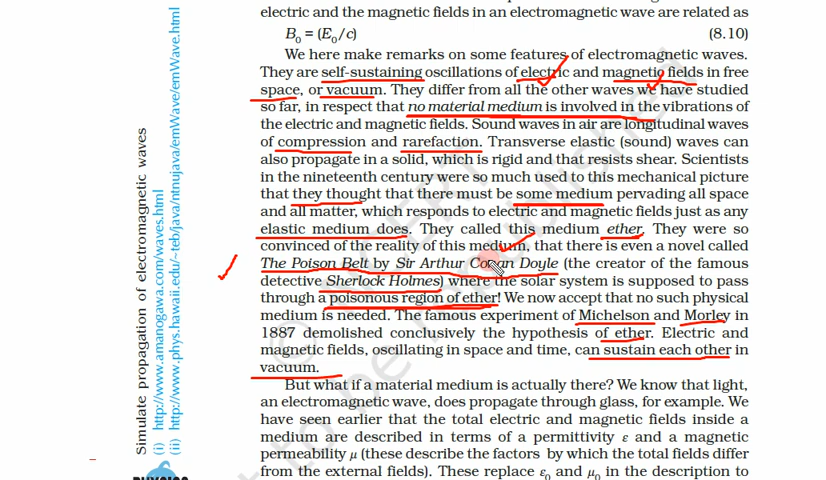 electric and the magnetic fields in an electromagnetic wave are related as
B₀ = (E₀/c) (8.10)
We here make remarks on some features of electromagnetic waves.
They are self-sustaining oscillations of electric and magnetic fields in free
space, or vacuum. They differ from all the other waves we have studied
so far, in respect that no material medium is involved in the vibrations of
the electric and magnetic fields. Sound waves in air are longitudinal waves
of compression and rarefaction. Transverse elastic (sound) waves can
also propagate in a solid, which is rigid and that resists shear. Scientists
in the nineteenth century were so much used to this mechanical picture
that they thought that there must be some medium pervading all space
and all matter, which responds to electric and magnetic fields just as any
elastic medium does. They called this medium ether. They were so
convinced of the reality of this medium, that there is even a novel called
The Poison Belt by Sir Arthur Conan Doyle (the creator of the famous
detective Sherlock Holmes) where the solar system is supposed to pass
through a poisonous region of ether! We now accept that no such physical
medium is needed. The famous experiment of Michelson and Morley in
1887 demolished conclusively the hypothesis of ether. Electric and
magnetic fields, oscillating in space and time, can sustain each other in
vacuum.
But what if a material medium is actually there? We know that light,
an electromagnetic wave, does propagate through glass, for example. We
have seen earlier that the total electric and magnetic fields inside a
medium are described in terms of a permittivity ε and a magnetic
permeability μ (these describe the factors by which the total fields differ
from the external fields). These replace ε₀ and μ₀ in the description to
Simulate propagation of electromagnetic waves
(i) http://www.amanogawa.com/waves.html
(ii) http://www.phys.hawaii.edu/~teb/java/ntnujava/emWave/emWave.html
PHYSICS